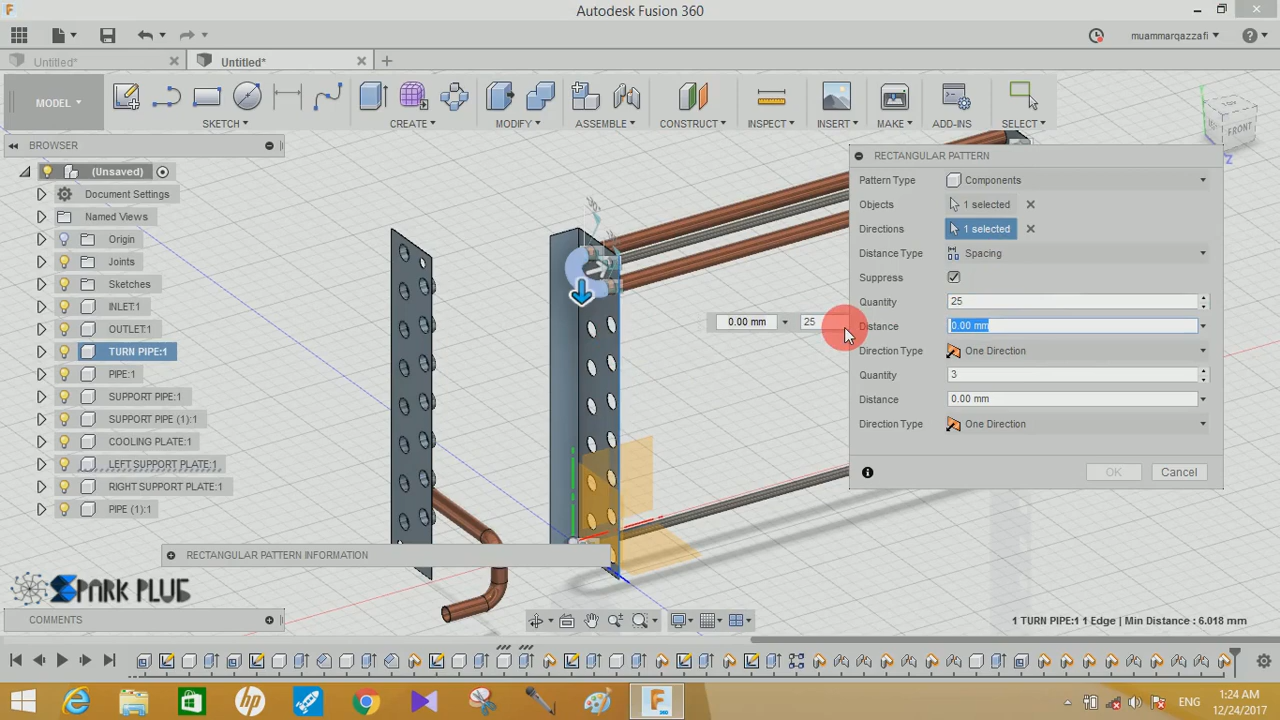 Autodesk Fusion 360
muammarqazzafi
Untitled*
Untitled*
MODEL
SKETCH
CREATE
MODIFY
ASSEMBLE
CONSTRUCT
INSPECT
INSERT
MAKE
ADD-INS
SELECT
TOP
FRONT
Z
BROWSER
(Unsaved)
Document Settings
Named Views
Origin
Joints
Sketches
INLET:1
OUTLET:1
TURN PIPE:1
PIPE:1
SUPPORT PIPE:1
SUPPORT PIPE (1):1
COOLING PLATE:1
LEFT SUPPORT PLATE:1
RIGHT SUPPORT PLATE:1
PIPE (1):1
0.00 mm
25
RECTANGULAR PATTERN
Pattern Type Components
Objects 1 selected
Directions 1 selected
Distance Type Spacing
Suppress
Quantity 25
Distance 0.00 mm
Direction Type One Direction
Quantity 3
Distance 0.00 mm
Direction Type One Direction
OK Cancel
RECTANGULAR PATTERN INFORMATION
SPARK PLUG
COMMENTS
1 TURN PIPE:1 1 Edge | Min Distance : 6.018 mm
ENG
1:24 AM
12/24/2017